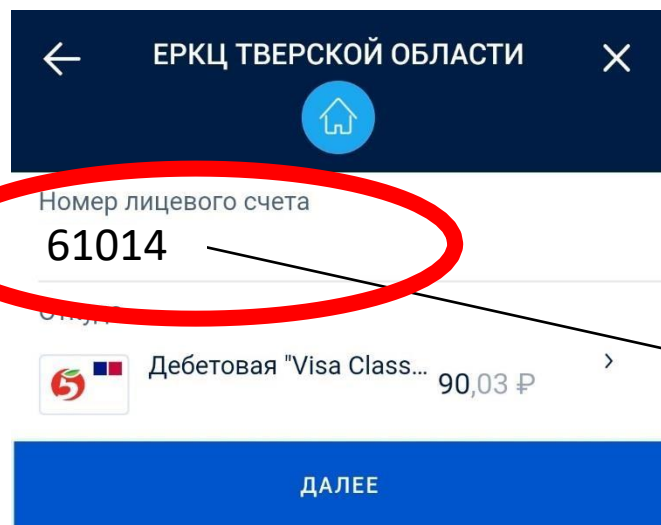 ЕРКЦ ТВЕРСКОЙ ОБЛАСТИ
Номер лицевого счета
61014
Дебетовая "Visa Class...
90,03 ₽
ДАЛЕЕ